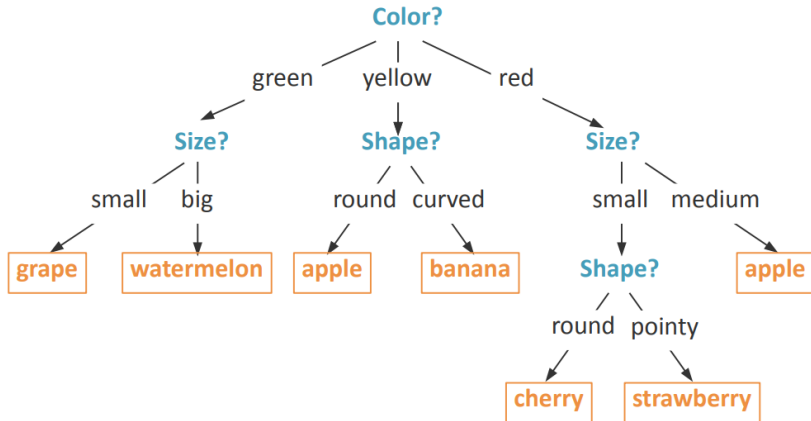 Color?
green yellow red
Size? Shape? Size?
small big round curved small medium
grape watermelon apple banana Shape? apple
round pointy
cherry strawberry